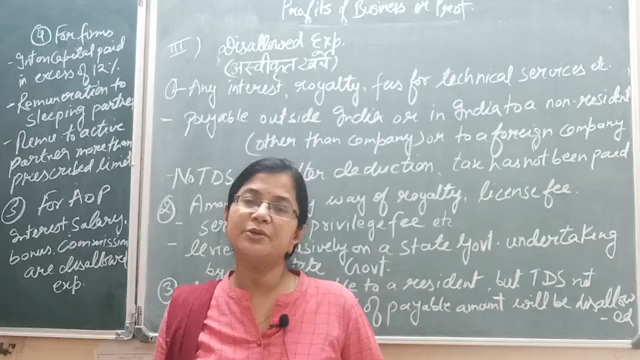 Profits of Business or Prof.
III) Disallowed Exp.
(अस्वीकृत खर्चे)
① Any interest, royalty, fees for technical services etc.
- payable outside India or in India to a non-resident
(other than company) or to a foreign company
- No TDS deduction, tax has not been paid
② way of royalty, license fee.
privilege fee etc
- on a State Govt. undertaking
by Govt.
③ to a resident, but TDS not
of payable amount will be disallow
④ For firms
- Int on Capital paid
in excess of 12%
- Remuneration to
sleeping partner
- Remu to active
partner more than
prescribed limit
⑤ For AOP
Interest, Salary,
bonus, Commission
are disallowed
exp.